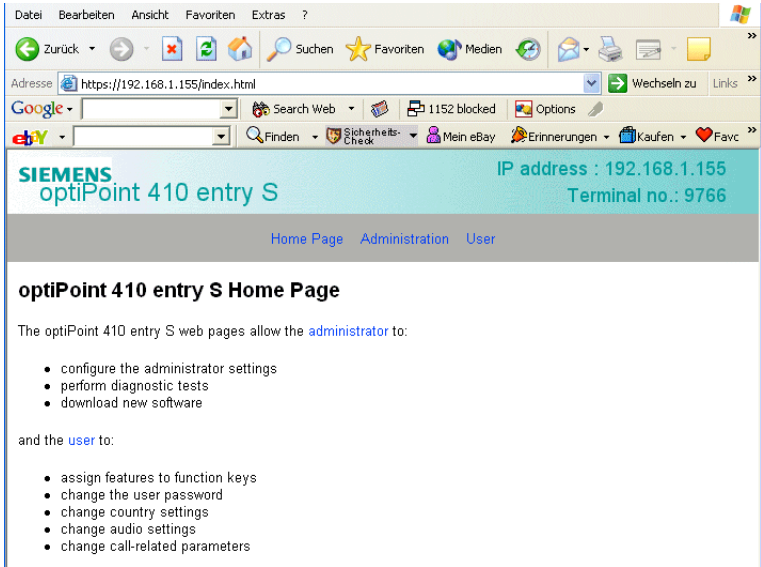 Datei Bearbeiten Ansicht Favoriten Extras ?
Zurück Suchen Favoriten Medien »
Adresse https://192.168.1.155/index.html Wechseln zu Links »
Google Search Web 1152 blocked Options
ebY Finden Sicherheits-Check Mein eBay Erinnerungen Kaufen Favc »
SIEMENS
optiPoint 410 entry S
IP address : 192.168.1.155
Terminal no.: 9766
Home Page Administration User
optiPoint 410 entry S Home Page
The optiPoint 410 entry S web pages allow the administrator to:
• configure the administrator settings
• perform diagnostic tests
• download new software
and the user to:
• assign features to function keys
• change the user password
• change country settings
• change audio settings
• change call-related parameters